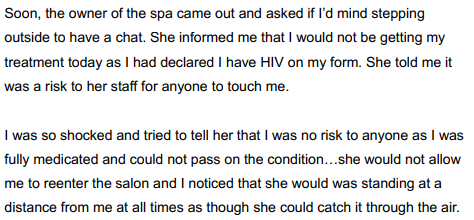 Soon, the owner of the spa came out and asked if I'd mind stepping
outside to have a chat. She informed me that I would not be getting my
treatment today as I had declared I have HIV on my form. She told me it
was a risk to her staff for anyone to touch me.
I was so shocked and tried to tell her that I was no risk to anyone as I was
fully medicated and could not pass on the condition…she would not allow
me to reenter the salon and I noticed that she would was standing at a
distance from me at all times as though she could catch it through the air.